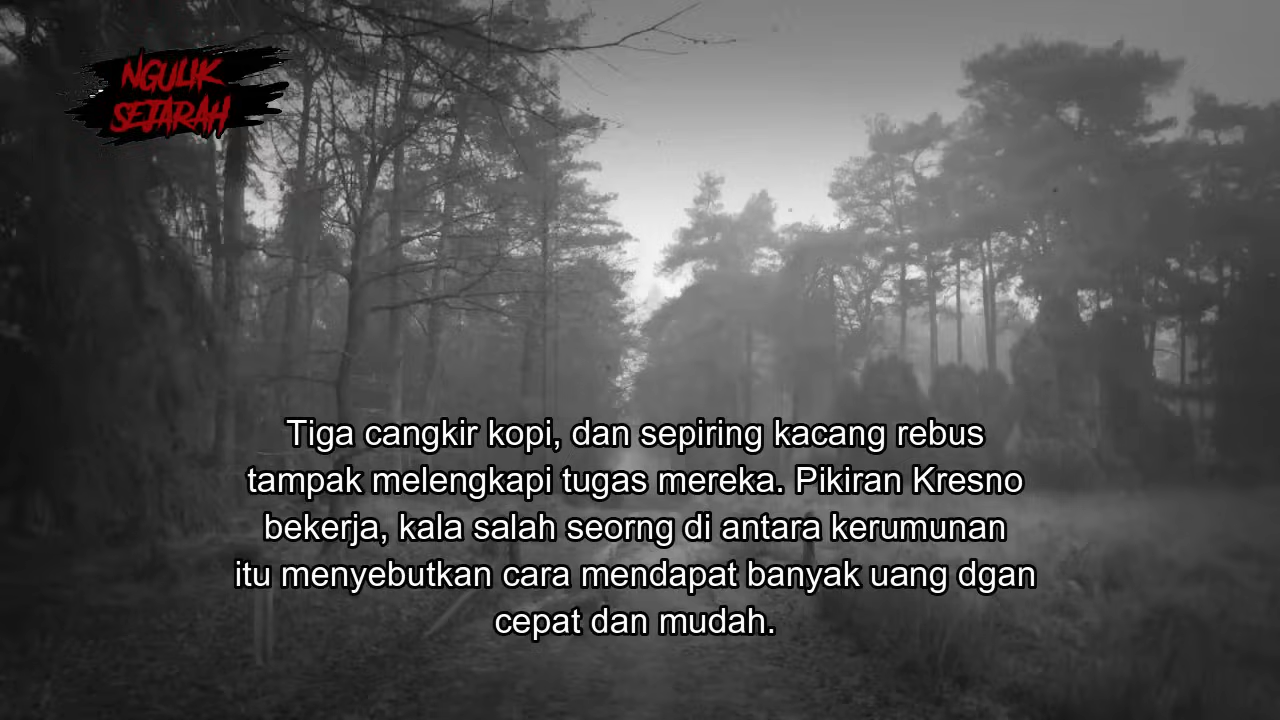 NGULIK
SEJARAH
Tiga cangkir kopi, dan sepiring kacang rebus
tampak melengkapi tugas mereka. Pikiran Kresno
bekerja, kala salah seorng di antara kerumunan
itu menyebutkan cara mendapat banyak uang dgan
cepat dan mudah.